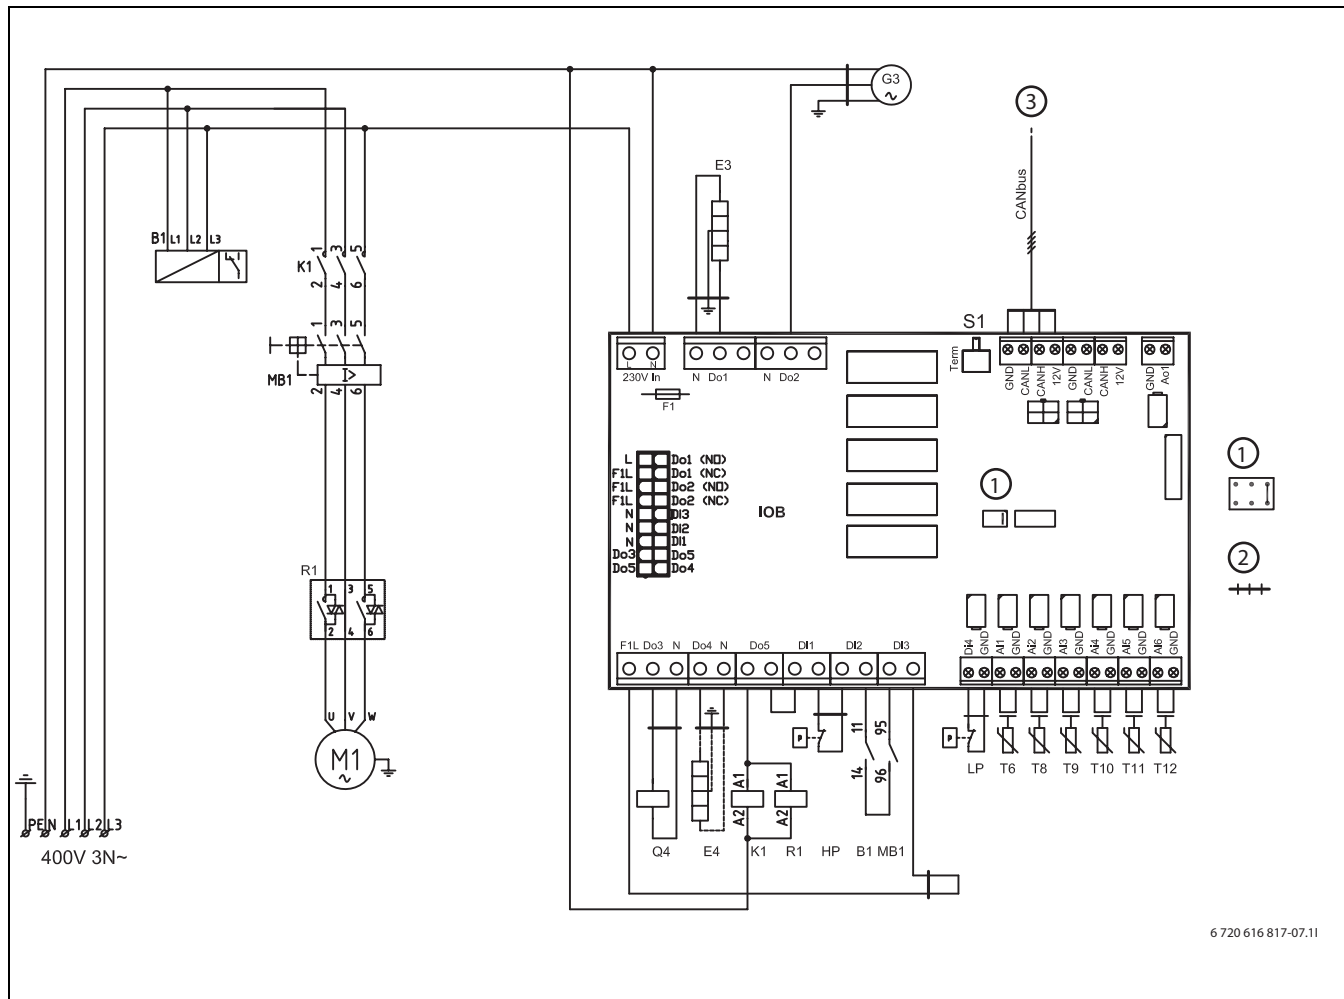 G3
3
CANbus
E3
B1 L1 L2 L3
K1
1 3 5
2 4 6
MB1
1 3 5
I>
2 4 6
S1
Term
L N
230V In
N Do1
N Do2
GND CANL CANH 12V GND CANL CANH 12V
GND Ao1
F1
L Do1 (NO)
F1L Do1 (NC)
F1L Do2 (NO)
F1L Do2 (NC)
N DI3
N DI2
N DI1
Do3 Do5
Do5 Do4
IOB
1
1
2
R1
1 3 5
2 4 6
U V W
M1
F1L Do3 N Do4 N Do5 DI1 DI2 DI3
DI4 GND AI1 GND AI2 GND AI3 GND AI4 GND AI5 GND AI6 GND
11 95
14 96
A1 A1
A2 A2
P
P
LP T6 T8 T9 T10 T11 T12
Q4 E4 K1 R1 HP B1 MB1
PE N L1 L2 L3
400V 3N~
6 720 616 817-07.1I